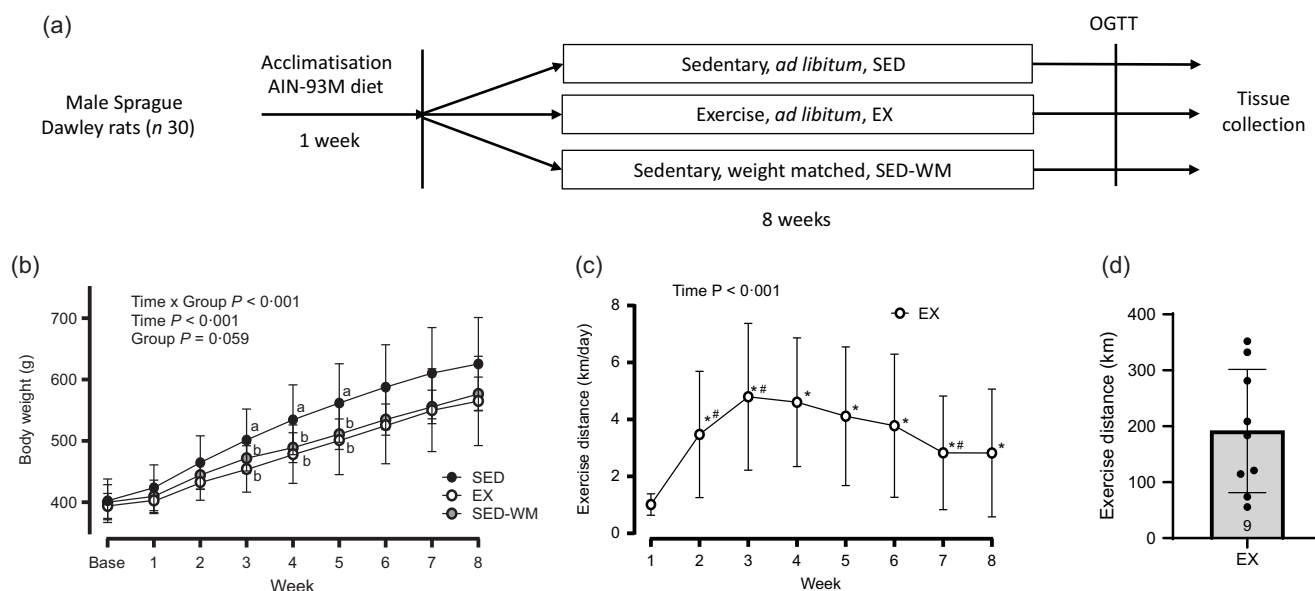 (a)
Male Sprague
Dawley rats (n 30)
Acclimatisation
AIN-93M diet
1 week
Sedentary, ad libitum, SED
Exercise, ad libitum, EX
Sedentary, weight matched, SED-WM
8 weeks
OGTT
Tissue
collection
(b)
Time x Group P < 0·001
Time P < 0·001
Group P = 0·059
Body weight (g)
700
600
500
400
a
a
a
b
b
b
b
b
b
SED
EX
SED-WM
Base 1 2 3 4 5 6 7 8
Week
(c)
Time P < 0·001
EX
Exercise distance (km/day)
8
6
4
2
0
*#
*#
*
*
*
*#
*
1 2 3 4 5 6 7 8
Week
(d)
Exercise distance (km)
400
300
200
100
0
9
EX